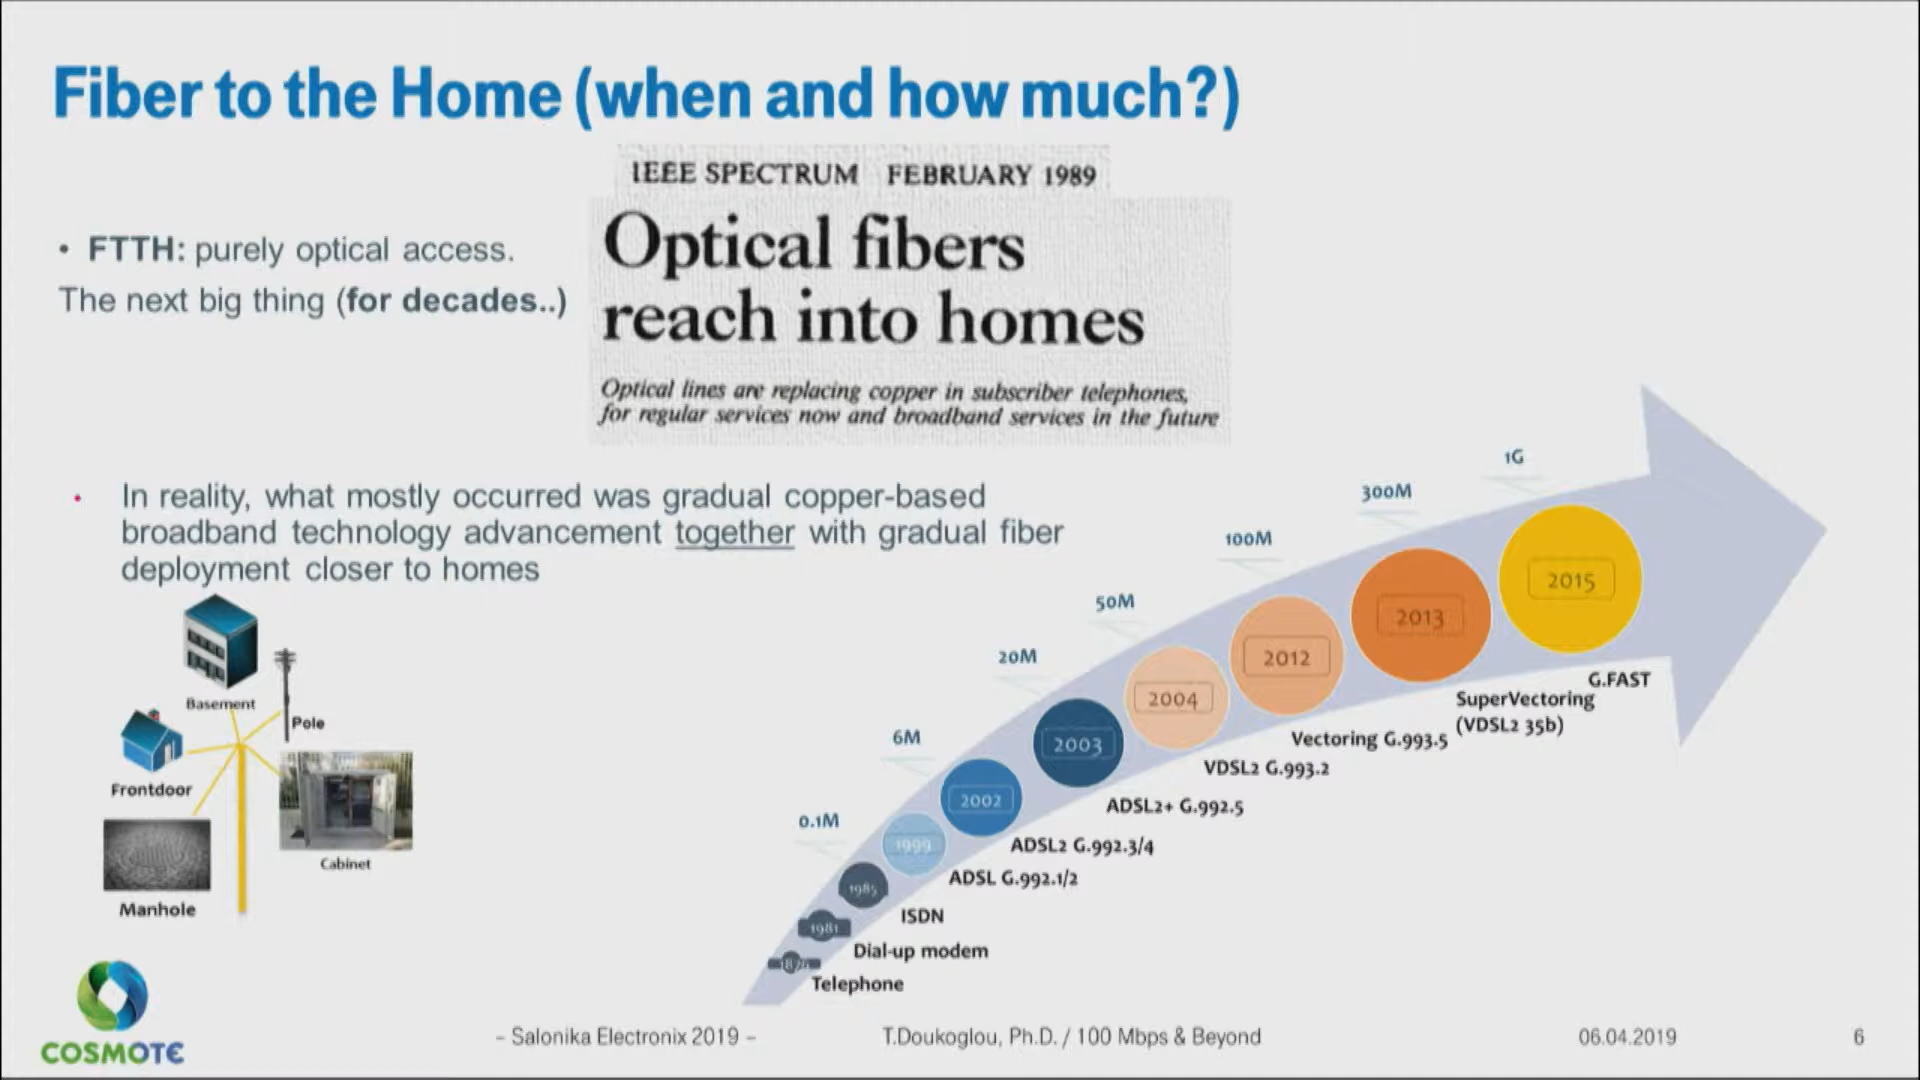 Fiber to the Home (when and how much?)
IEEE SPECTRUM FEBRUARY 1989
Optical fibers
reach into homes
Optical lines are replacing copper in subscriber telephones,
for regular services now and broadband services in the future
• FTTH: purely optical access.
The next big thing (for decades..)
• In reality, what mostly occurred was gradual copper-based
broadband technology advancement together with gradual fiber
deployment closer to homes
Basement
Pole
Frontdoor
Cabinet
Manhole
0.1M
6M
20M
50M
100M
300M
1G
1876
1981
1985
1999
2002
2003
2004
2012
2013
2015
Telephone
Dial-up modem
ISDN
ADSL G.992.1/2
ADSL2 G.992.3/4
ADSL2+ G.992.5
VDSL2 G.993.2
Vectoring G.993.5
SuperVectoring
(VDSL2 35b)
G.FAST
COSMOTE
– Salonika Electronix 2019 –
T.Doukoglou, Ph.D. / 100 Mbps & Beyond
06.04.2019
6